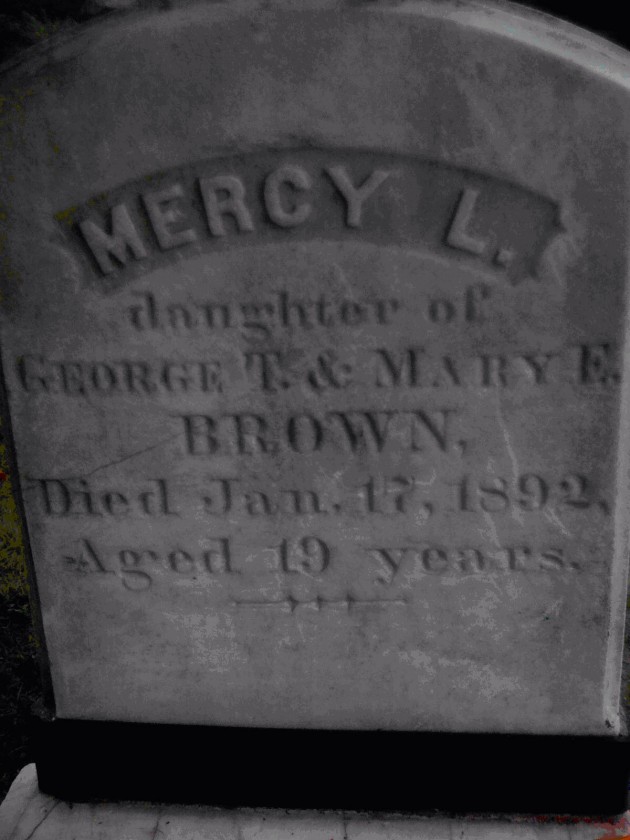 MERCY L.
daughter of
GEORGE T. & MARY E.
BROWN,
Died Jan. 17, 1892,
Aged 19 years.